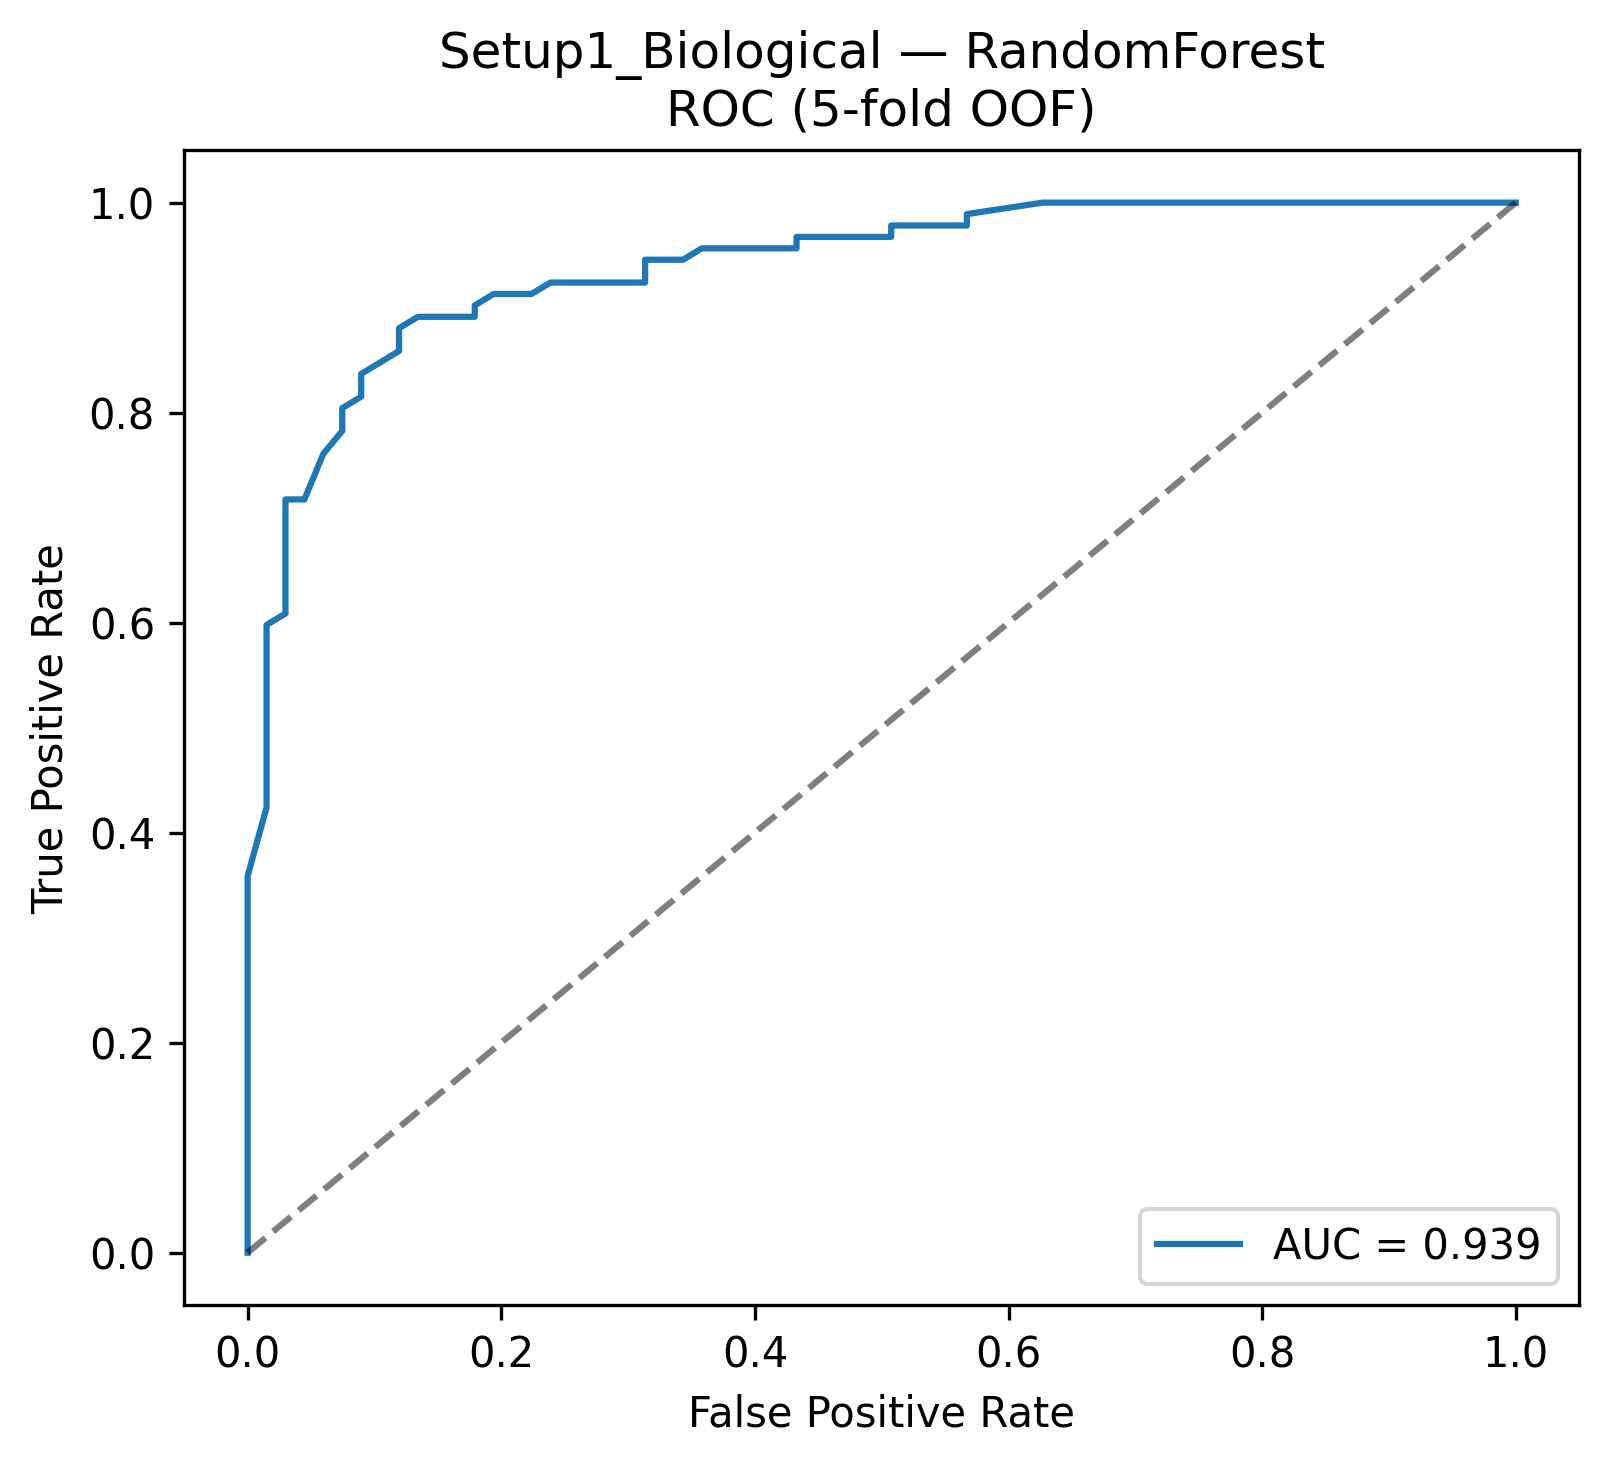 Setup1_Biological — RandomForest
ROC (5-fold OOF)
True Positive Rate
1.0
0.8
0.6
0.4
0.2
0.0
AUC = 0.939
0.0 0.2 0.4 0.6 0.8 1.0
False Positive Rate